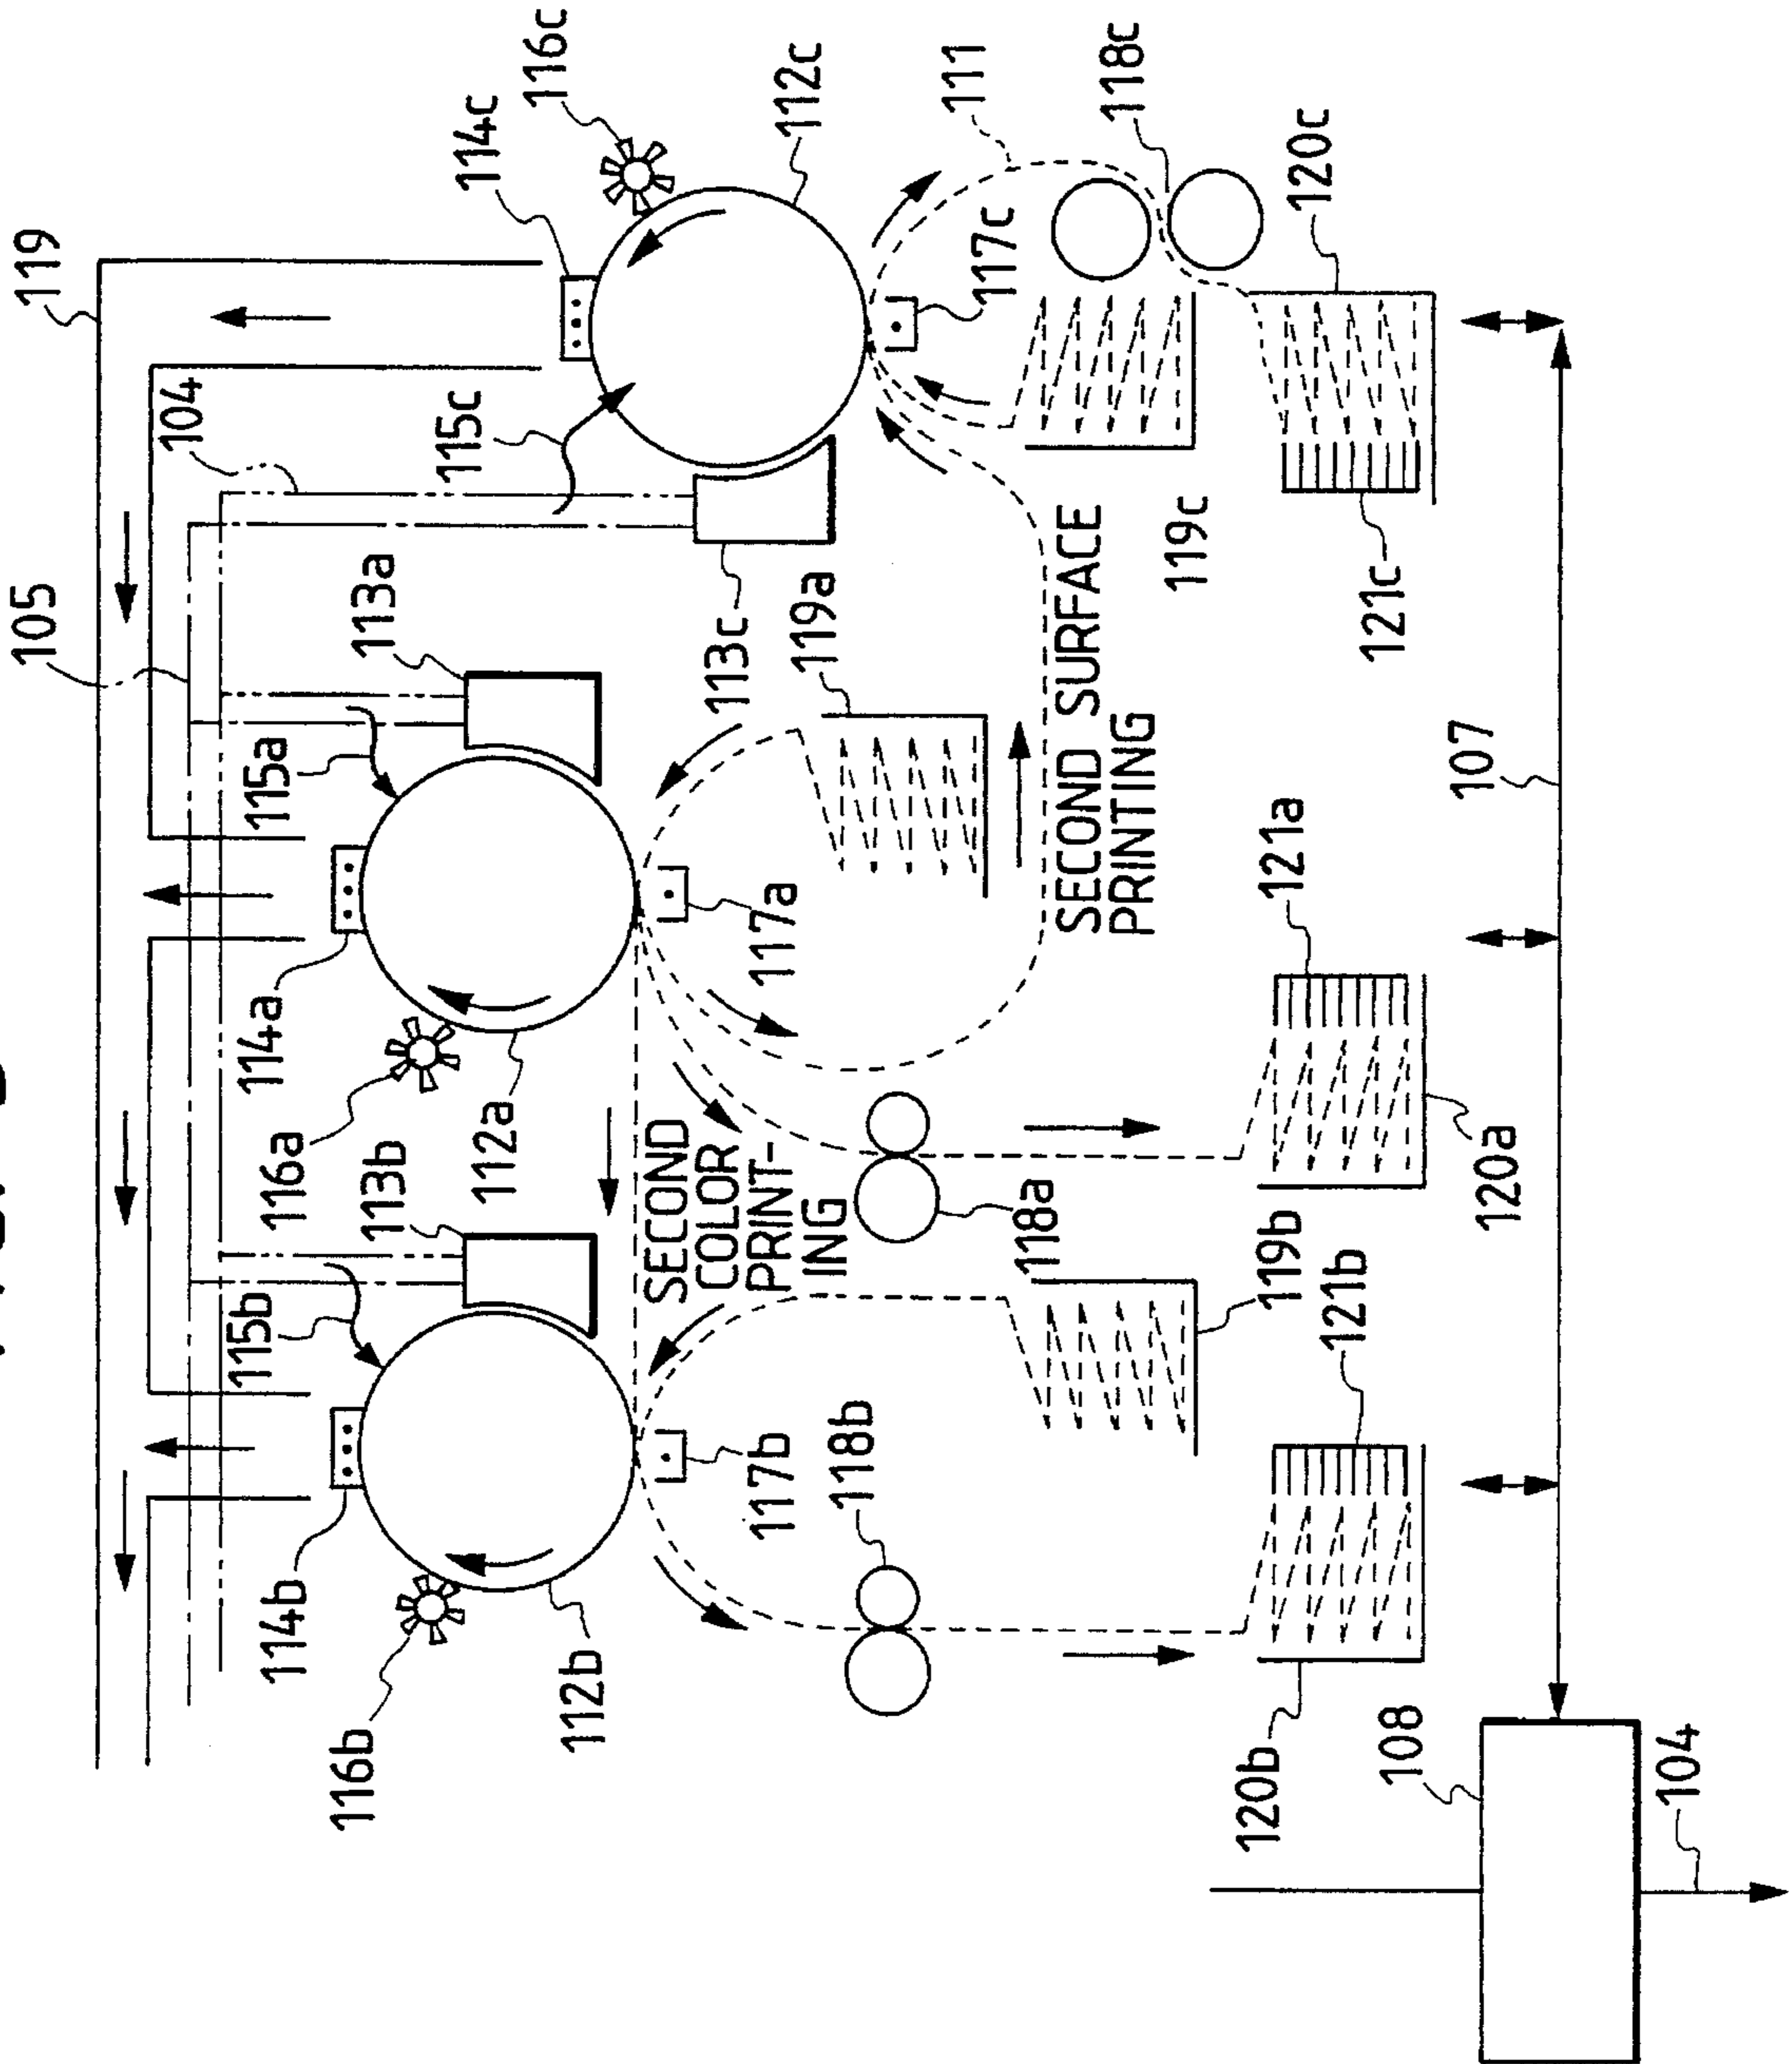 105
119
104
115b
115a
114a
114b
116a
116b
113a
113b
115c
114c
112a
116c
112b
SECOND
COLOR
PRINT-
ING
113c
117b
117a
112c
119a
118b
111
117c
118a
SECOND SURFACE
PRINTING
118c
119c
120b
119b
121a
120c
121b
121c
108
107
120a
104